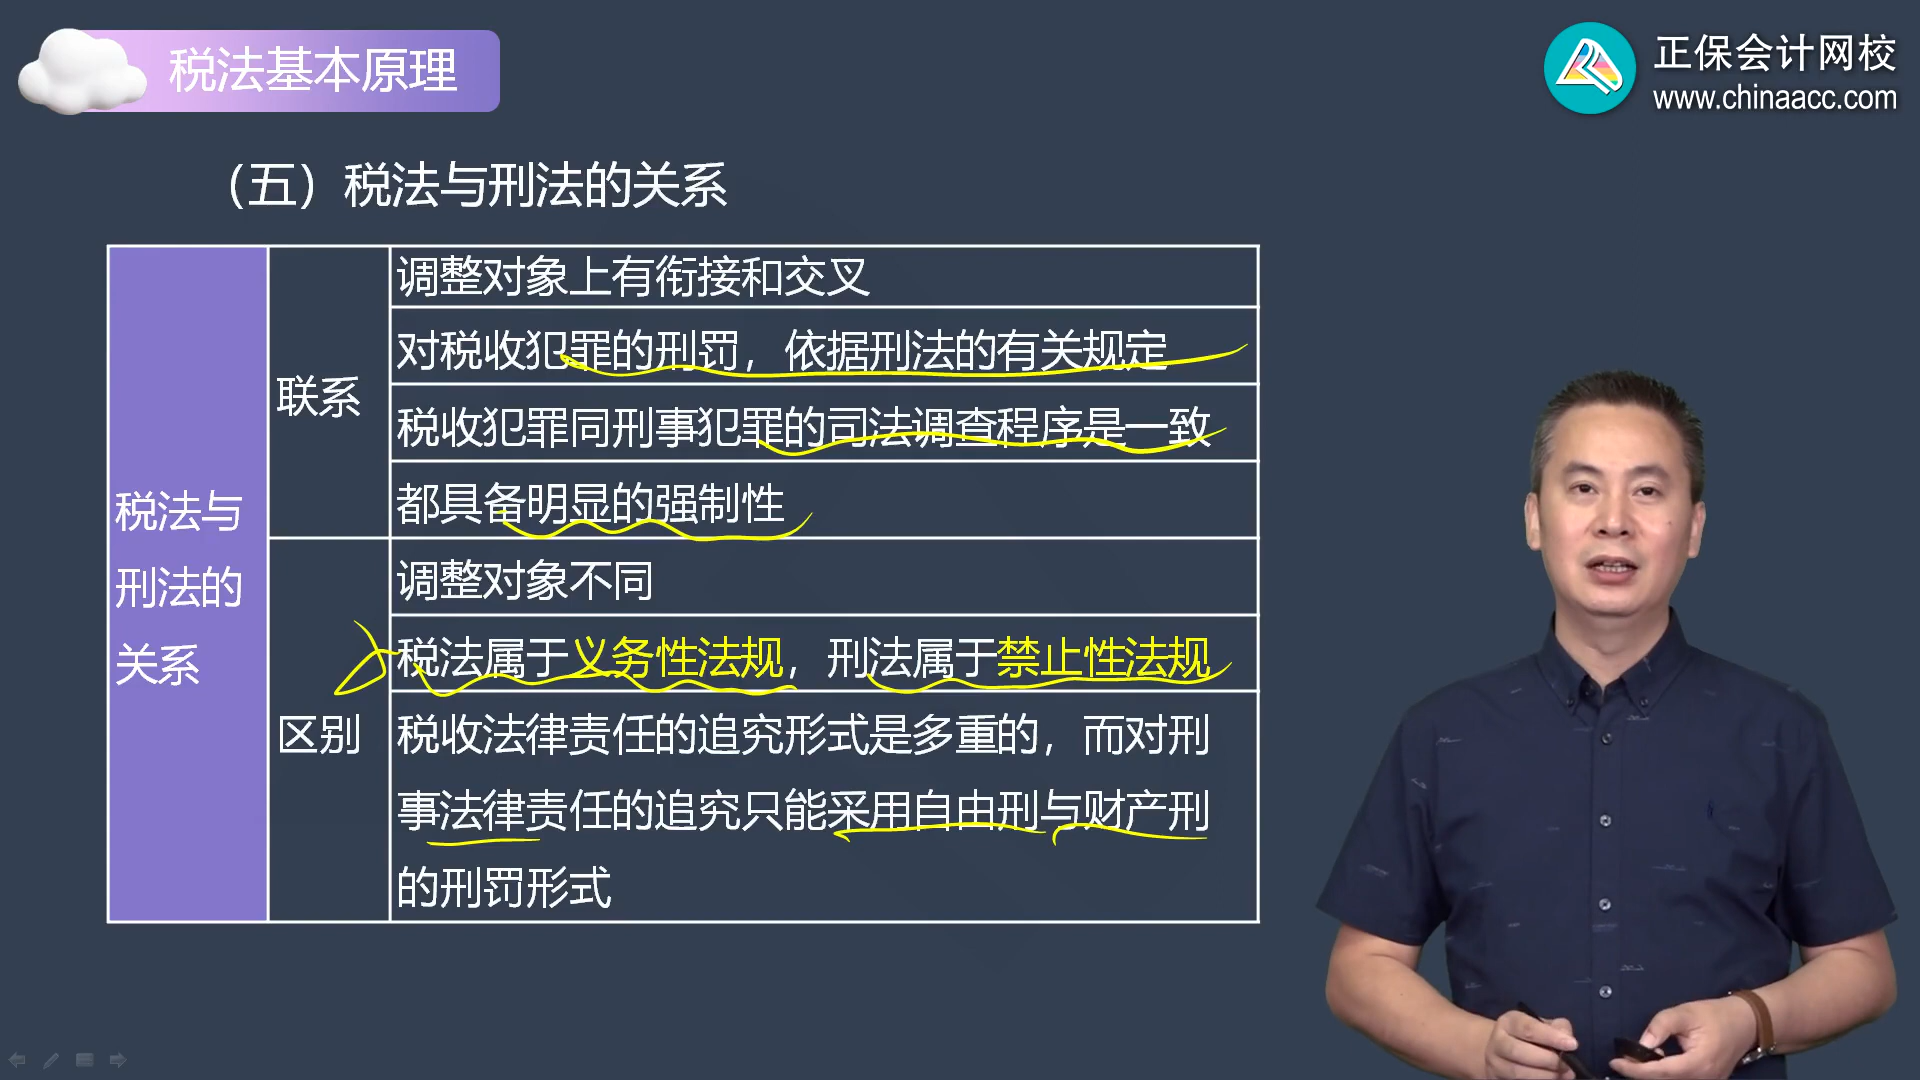 税法基本原理
正保会计网校
www.chinaacc.com
（五）税法与刑法的关系
税法与
刑法的
关系
联系
调整对象上有衔接和交叉
对税收犯罪的刑罚，依据刑法的有关规定
税收犯罪同刑事犯罪的司法调查程序是一致
都具备明显的强制性
区别
调整对象不同
税法属于义务性法规，刑法属于禁止性法规
税收法律责任的追究形式是多重的，而对刑
事法律责任的追究只能采用自由刑与财产刑
的刑罚形式